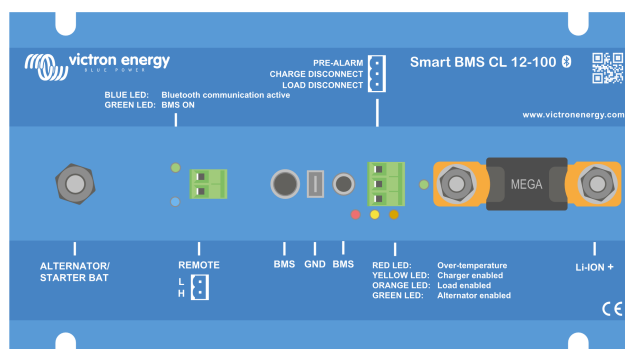 victron energy
BLUE POWER
PRE-ALARM
CHARGE DISCONNECT
LOAD DISCONNECT
Smart BMS CL 12-100
BLUE LED: Bluetooth communication active
GREEN LED: BMS ON
www.victronenergy.com
MEGA
ALTERNATOR/
STARTER BAT
REMOTE
L
H
BMS GND BMS
RED LED: Over-temperature
YELLOW LED: Charger enabled
ORANGE LED: Load enabled
GREEN LED: Alternator enabled
Li-ION +
CE